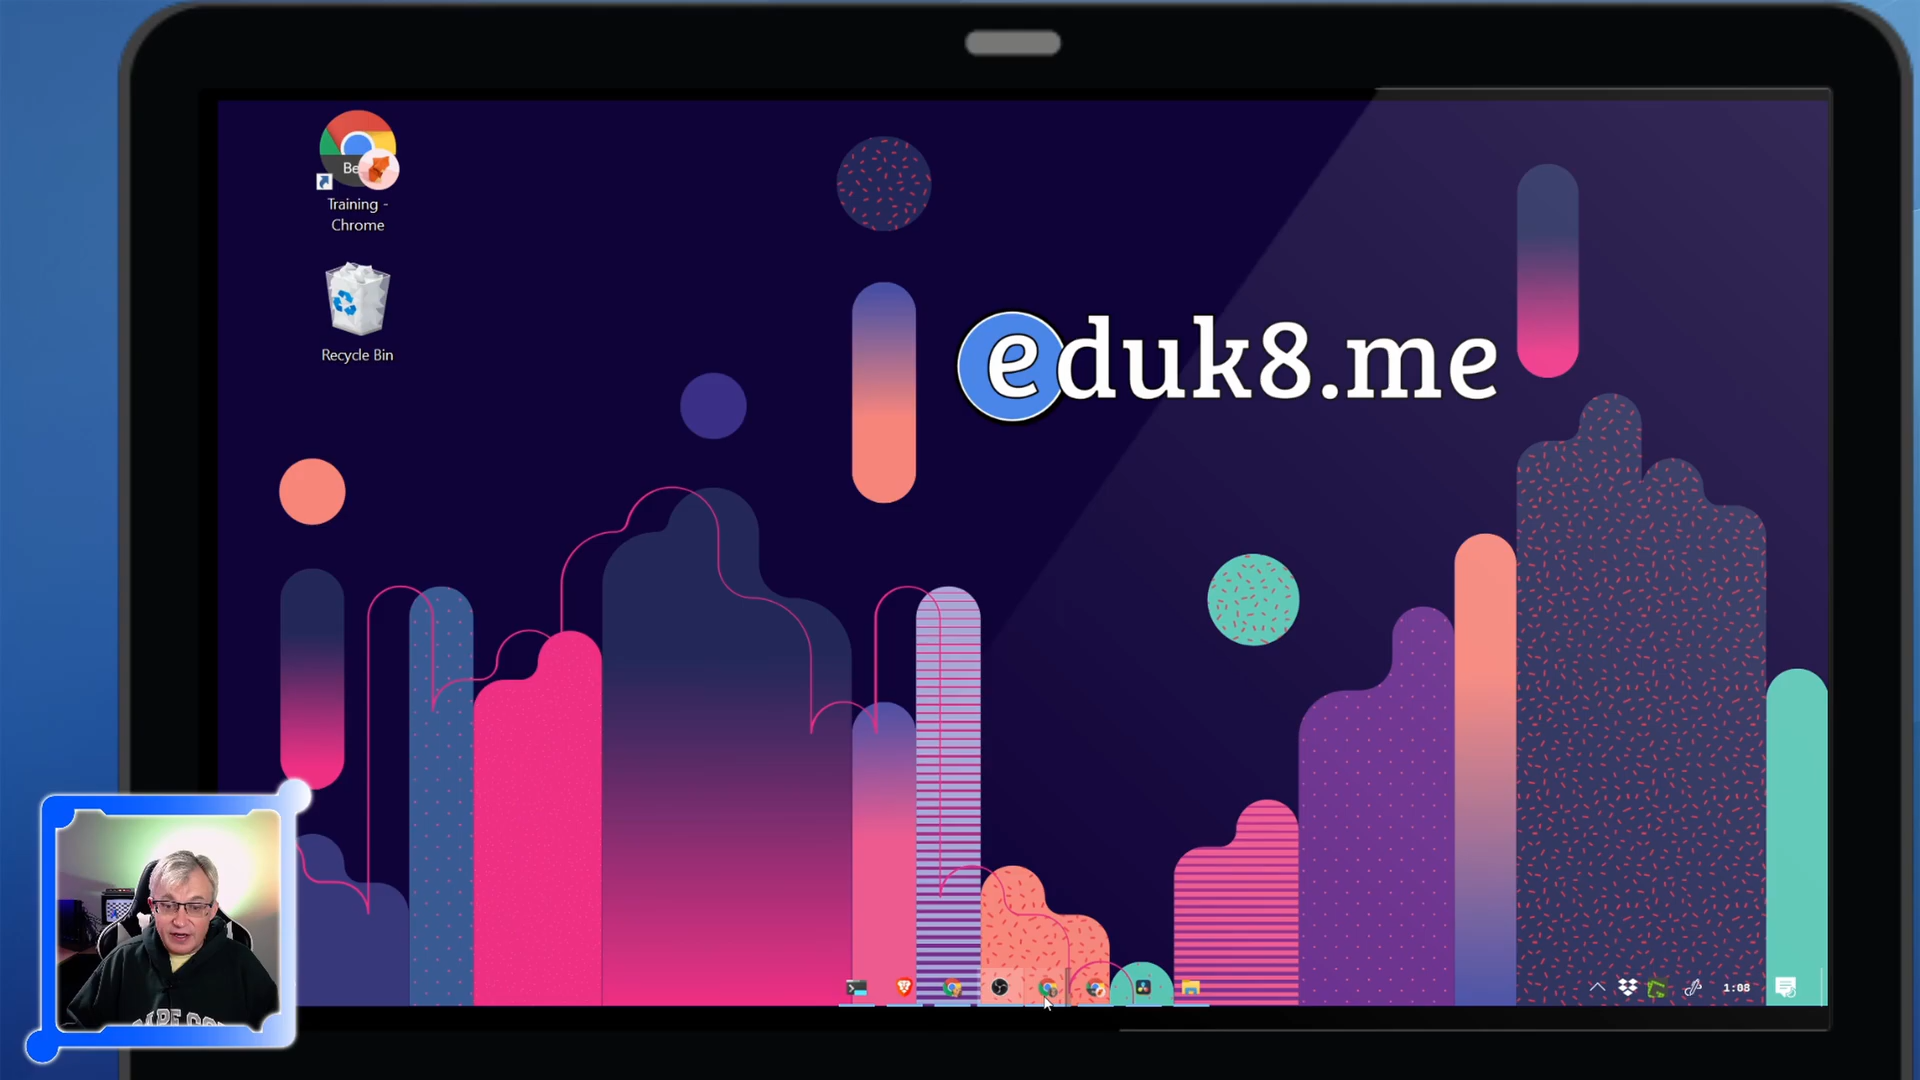 Be
Training -
Chrome
Recycle Bin
eduk8.me
1:08